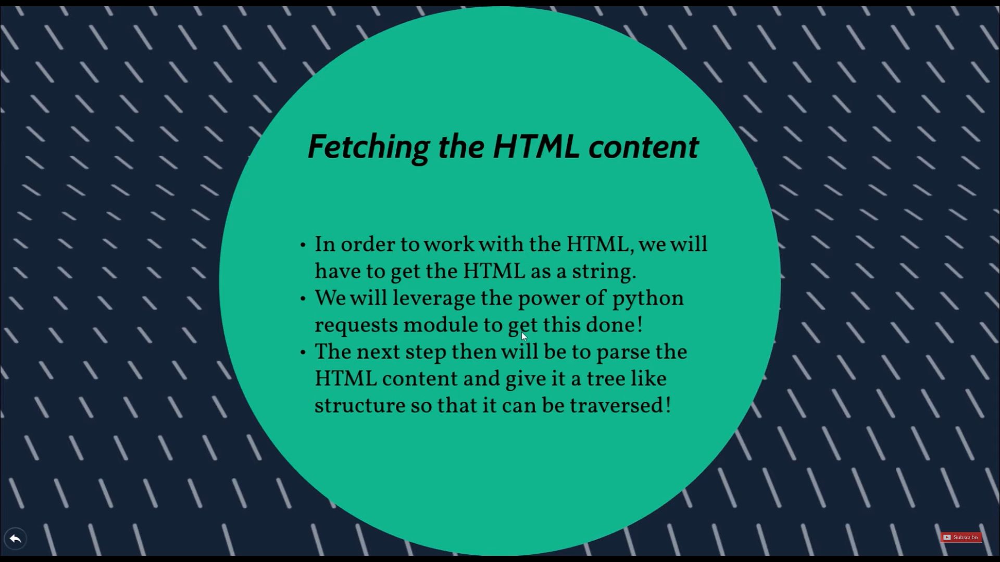 Fetching the HTML content
• In order to work with the HTML, we will
have to get the HTML as a string.
• We will leverage the power of python
requests module to get this done!
• The next step then will be to parse the
HTML content and give it a tree like
structure so that it can be traversed!
Subscribe